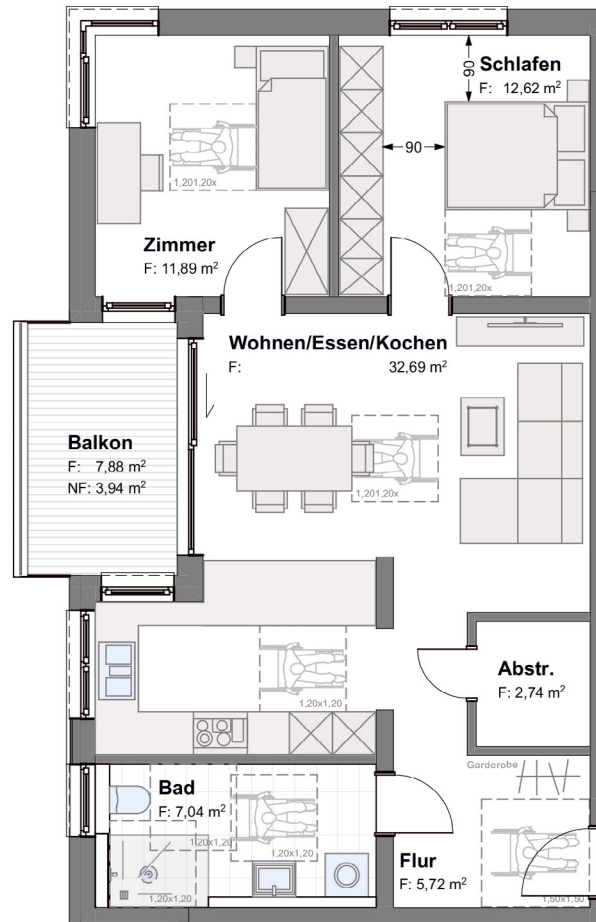 Schlafen
F: 12,62 m²
90
90
1,201,20x
Zimmer
F: 11,89 m²
1,201,20x
Wohnen/Essen/Kochen
F: 32,69 m²
Balkon
F: 7,88 m²
NF: 3,94 m²
1,201,20x
Abstr.
F: 2,74 m²
1,20x1,20
Garderobe
Bad
F: 7,04 m²
1,20x1,20
1,20x1,20
Flur
F: 5,72 m²
1,20x1,20
1,50x1,50